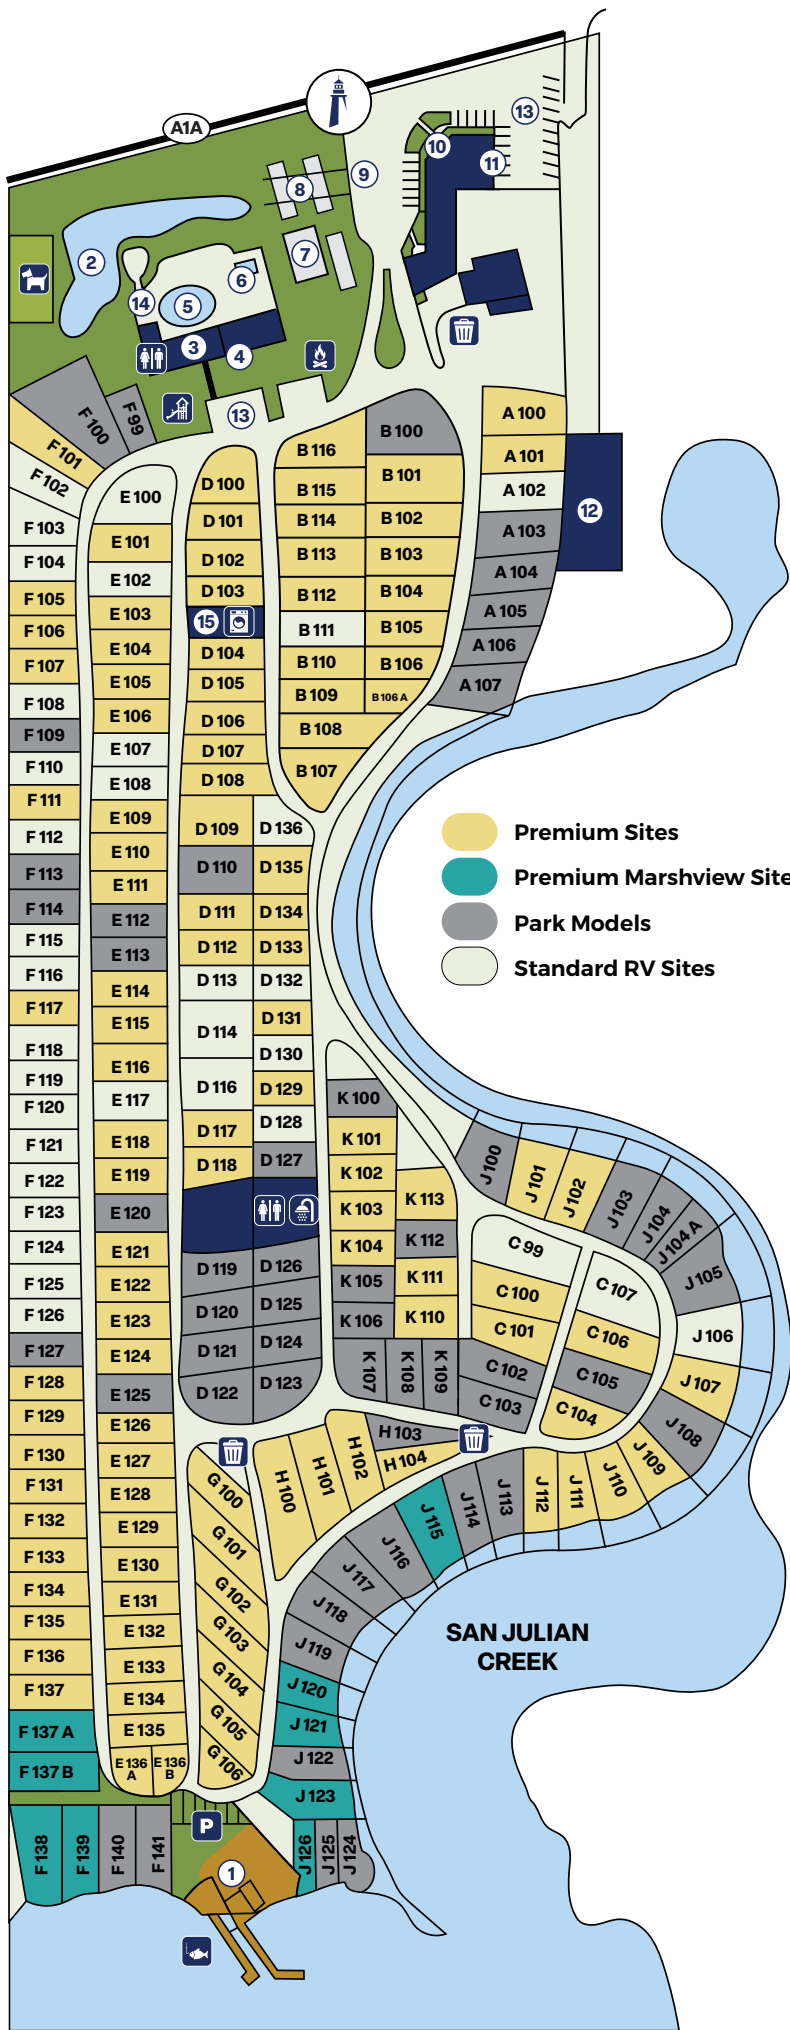 A1A
13
10
11
9
8
7
2
6
14
5
3
4
13
F 99
F 100
F 101
F 102
F 103
F 104
F 105
F 106
F 107
F 108
F 109
F 110
F 111
F 112
F 113
F 114
F 115
F 116
F 117
F 118
F 119
F 120
F 121
F 122
F 123
F 124
F 125
F 126
F 127
F 128
F 129
F 130
F 131
F 132
F 133
F 134
F 135
F 136
F 137
F 137 A
F 137 B
F 138
F 139
F 140
F 141
E 100
E 101
E 102
E 103
E 104
E 105
E 106
E 107
E 108
E 109
E 110
E 111
E 112
E 113
E 114
E 115
E 116
E 117
E 118
E 119
E 120
E 121
E 122
E 123
E 124
E 125
E 126
E 127
E 128
E 129
E 130
E 131
E 132
E 133
E 134
E 135
E 136
A
E 136
B
D 100
D 101
D 102
D 103
15
D 104
D 105
D 106
D 107
D 108
D 109
D 110
D 111
D 112
D 113
D 114
D 116
D 117
D 118
D 119
D 120
D 121
D 122
D 136
D 135
D 134
D 133
D 132
D 131
D 130
D 129
D 128
D 127
D 126
D 125
D 124
D 123
B 116
B 115
B 114
B 113
B 112
B 111
B 110
B 109
B 108
B 107
B 100
B 101
B 102
B 103
B 104
B 105
B 106
B 106 A
A 100
A 101
A 102
A 103
A 104
A 105
A 106
A 107
12
Premium Sites
Premium Marshview Site
Park Models
Standard RV Sites
K 100
K 101
K 102
K 103
K 104
K 105
K 106
K 107
K 108
K 109
K 113
K 112
K 111
K 110
C 99
C 100
C 101
C 102
C 103
C 107
C 106
C 105
C 104
J 100
J 101
J 102
J 103
J 104
J 104 A
J 105
J 106
J 107
J 108
J 109
J 110
J 111
J 112
J 113
J 114
J 115
J 116
J 117
J 118
J 119
J 120
J 121
J 122
J 123
J 126
J 125
J 124
H 100
H 101
H 102
H 103
H 104
G 100
G 101
G 102
G 103
G 104
G 105
G 106
SAN JULIAN
CREEK
P
1